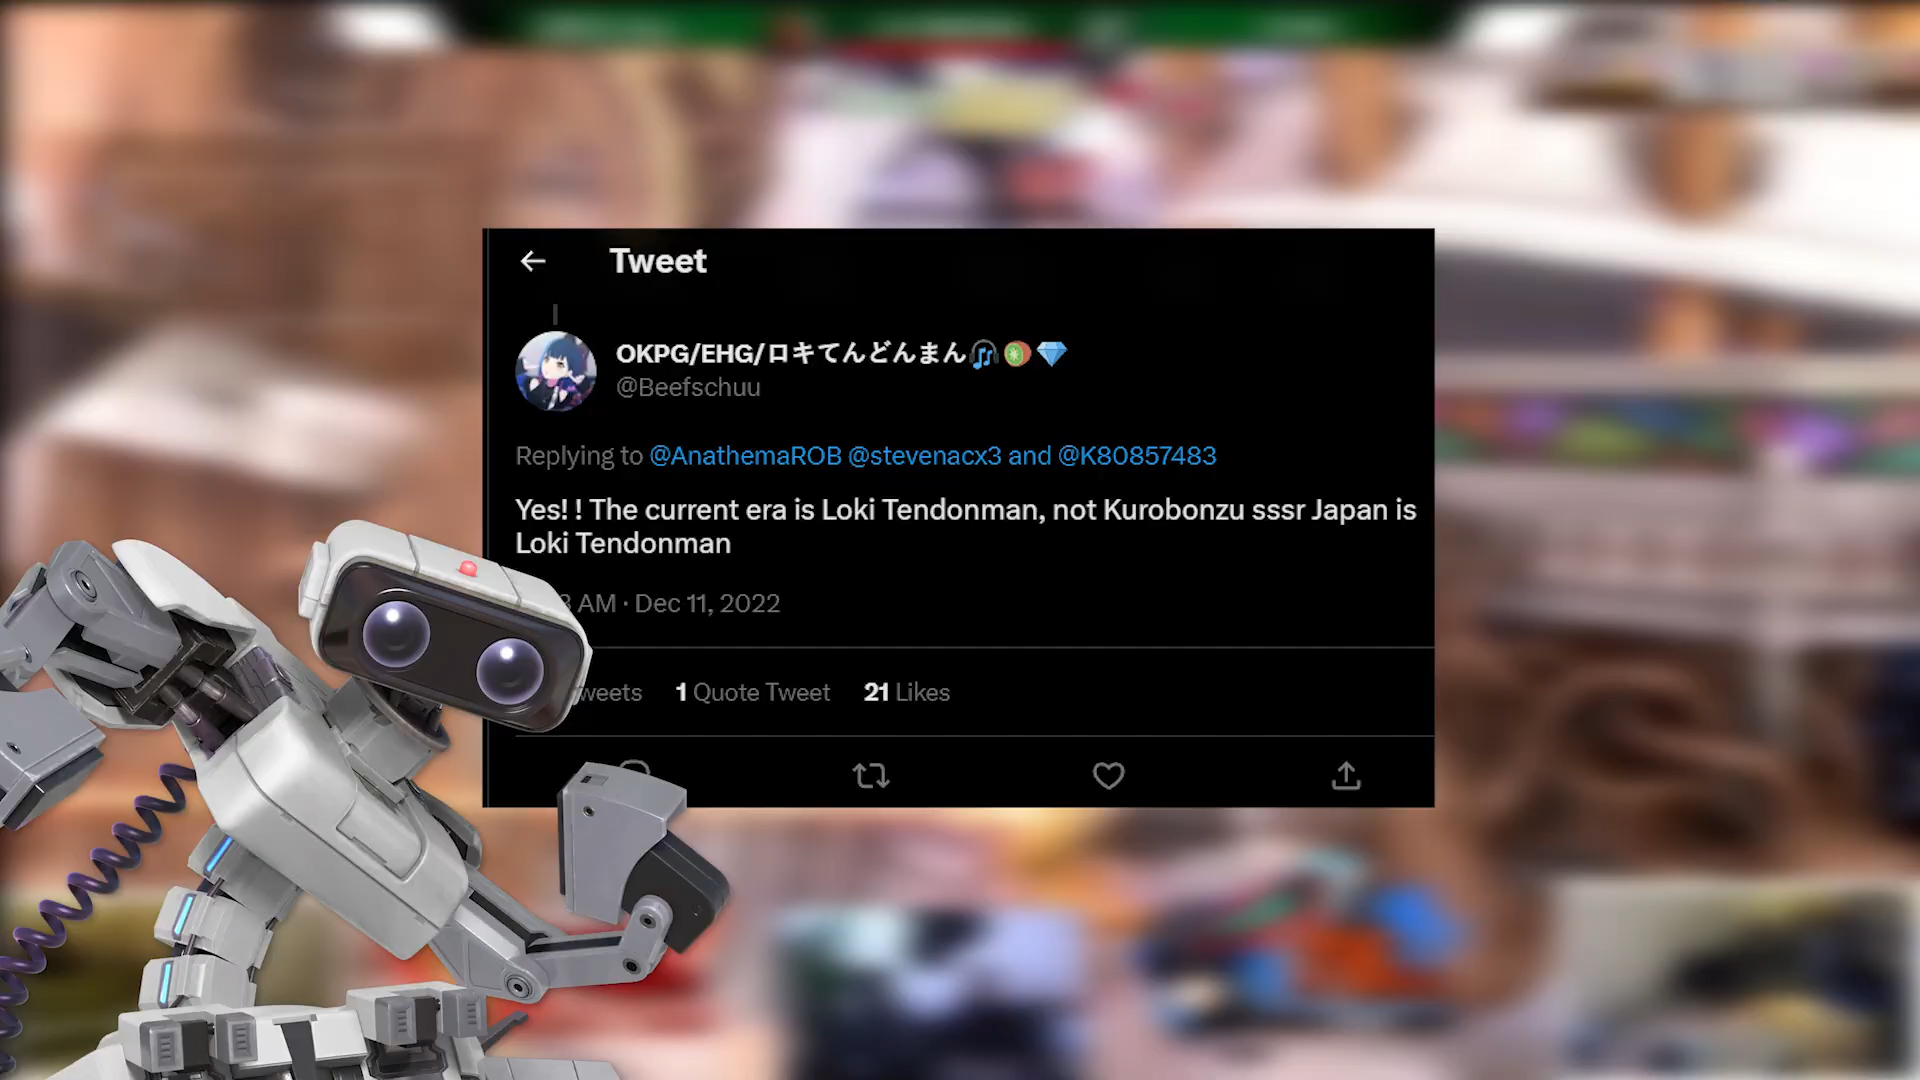 Tweet
OKPG/EHG/ロキてんどんまん
@Beefschuu
Replying to @AnathemaROB @stevenacx3 and @K80857483
Yes! ! The current era is Loki Tendonman, not Kurobonzu sssr Japan is
Loki Tendonman
AM · Dec 11, 2022
1 Quote Tweet 21 Likes